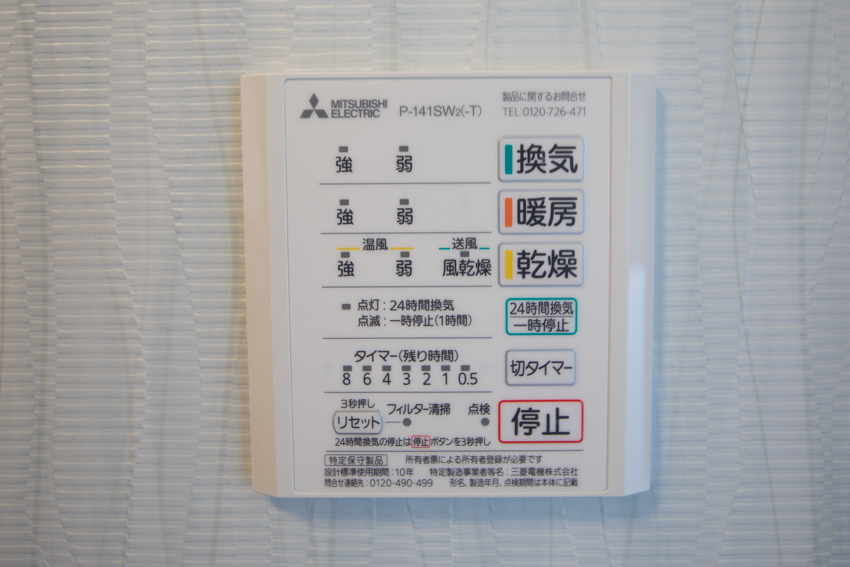 MITSUBISHI ELECTRIC P-141SW2(-T)
製品に関するお問合せ
TEL:0120-726-471
強 弱 換気
強 弱 暖房
温風 送風
強 弱 風乾燥 乾燥
点灯:24時間換気
点滅:一時停止(1時間)
24時間換気
一時停止
タイマー(残り時間)
8 6 4 3 2 1 0.5
切タイマー
3秒押し
リセット フィルター清掃 点検
停止
24時間換気の停止は停止ボタンを3秒押し
特定保守製品 所有者票による所有者登録が必要です
設計標準使用期間:10年 特定製造事業者等名:三菱電機株式会社
問合せ連絡先:0120-490-499 形名、製造年月、点検期間は本体に記載